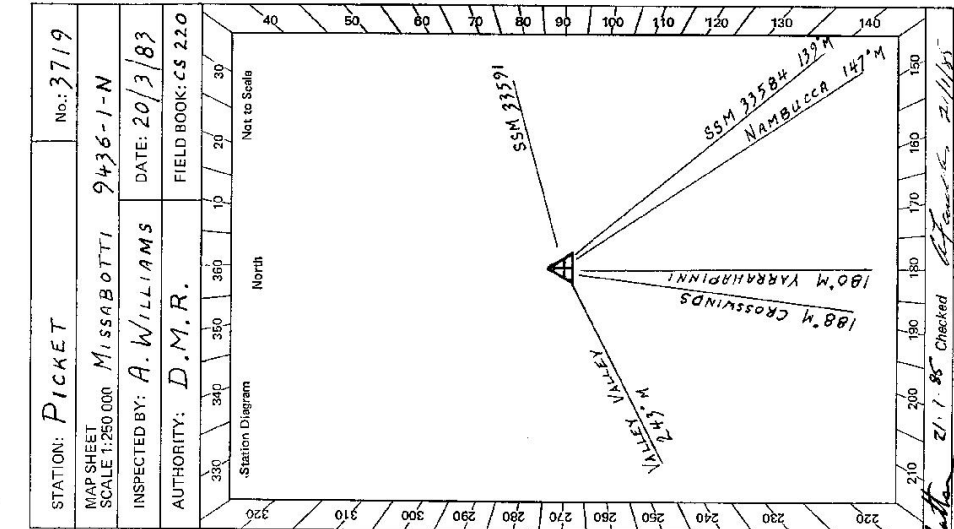 STATION: PICKET No.: 3719
MAP SHEET
SCALE 1:250 000 MISSABOTTI 9436-1-N
INSPECTED BY: A. WILLIAMS DATE: 20/3/83
AUTHORITY: D.M.R. FIELD BOOK: CS 220
330 340 350 360 10 20 30
Station Diagram North Not to Scale
40
50
60
70
80
90
100
110
120
130
140
320
310
300
290
280
270
260
250
240
230
220
SSM 33591
SSM 33584 139°M
NAMBUCCA 147°M
180°M YARRAHAPINNI
188°M CROSSWINDS
VALLEY VALLEY
243°M
210 200 190 180 170 160 150
21.1.85 Checked 21/1/85